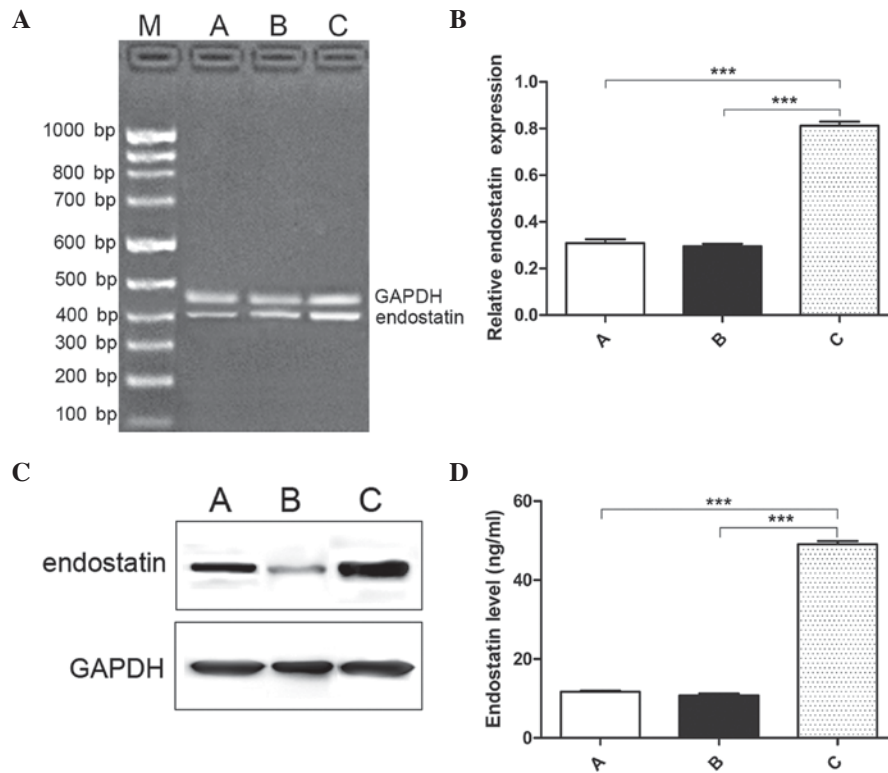 A
M A B C
1000 bp
800 bp
700 bp
600 bp
500 bp
400 bp
300 bp
200 bp
100 bp
GAPDH
endostatin
B
Relative endostatin expression
1.0
0.8
0.6
0.4
0.2
0.0
***
***
A B C
C
A B C
endostatin
GAPDH
D
Endostatin level (ng/ml)
60
40
20
0
***
***
A B C